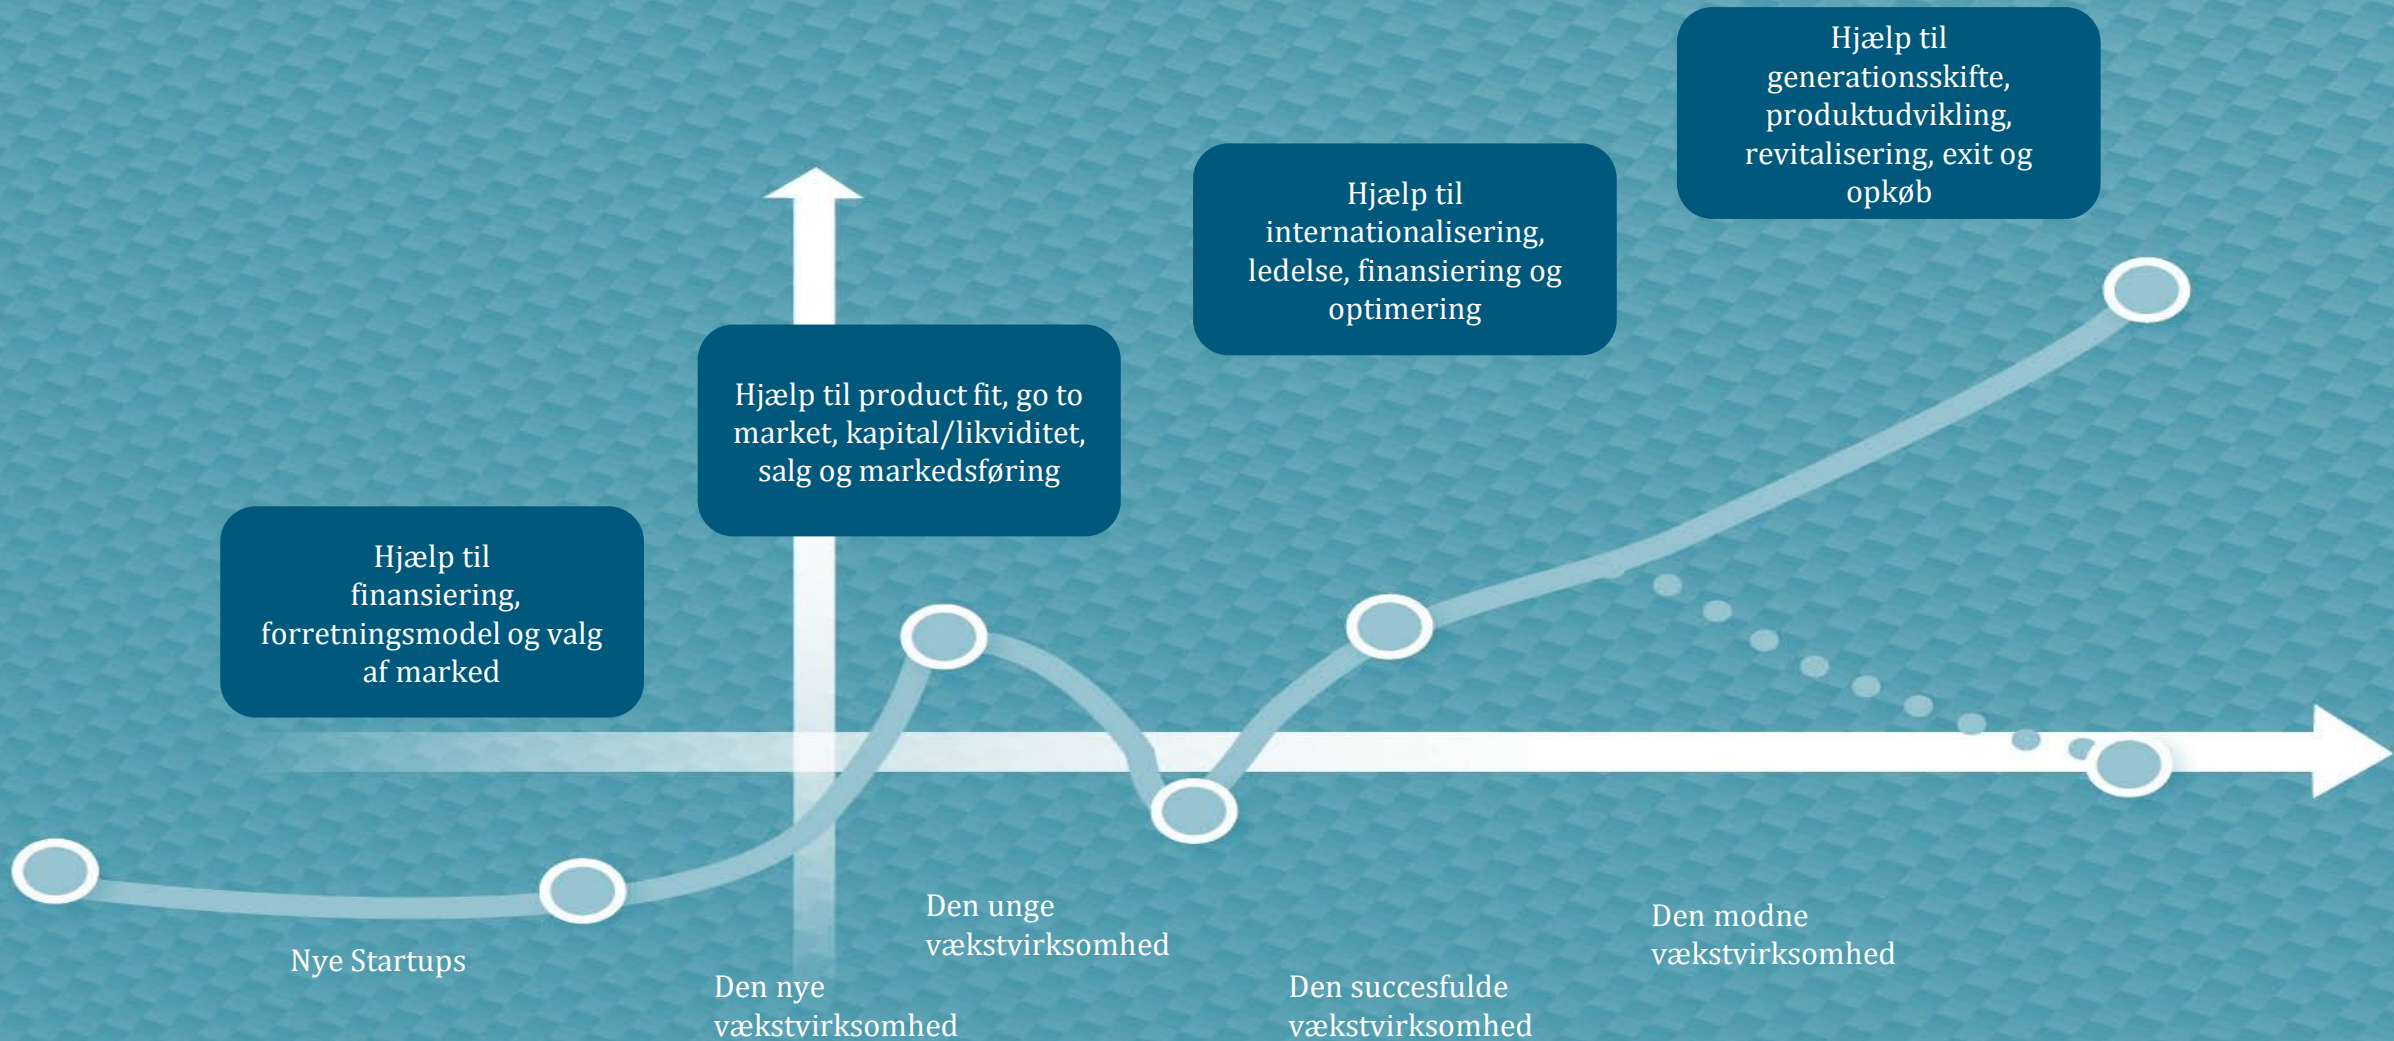 Hjælp til
generationsskifte,
produktudvikling,
revitalisering, exit og
opkøb
Hjælp til
internationalisering,
ledelse, finansiering og
optimering
Hjælp til product fit, go to
market, kapital/likviditet,
salg og markedsføring
Hjælp til
finansiering,
forretningsmodel og valg
af marked
Nye Startups
Den nye
vækstvirksomhed
Den unge
vækstvirksomhed
Den succesfulde
vækstvirksomhed
Den modne
vækstvirksomhed